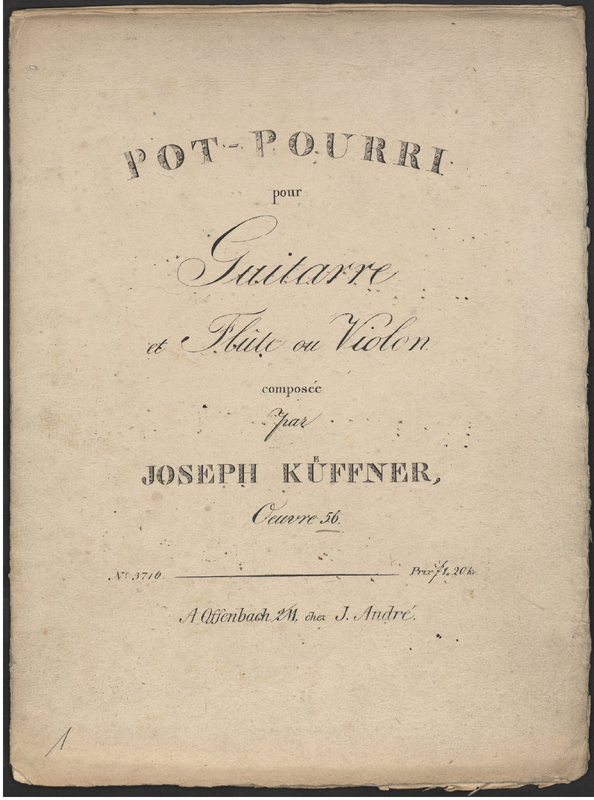 POT-POURRI
pour
Guitarre
et Flûte ou Violon
composée
par
JOSEPH KÜFFNER,
Oeuvre 56.
No. 3716. Prix f 1. 20 kr.
A Offenbach s/M, chez J. André.
1